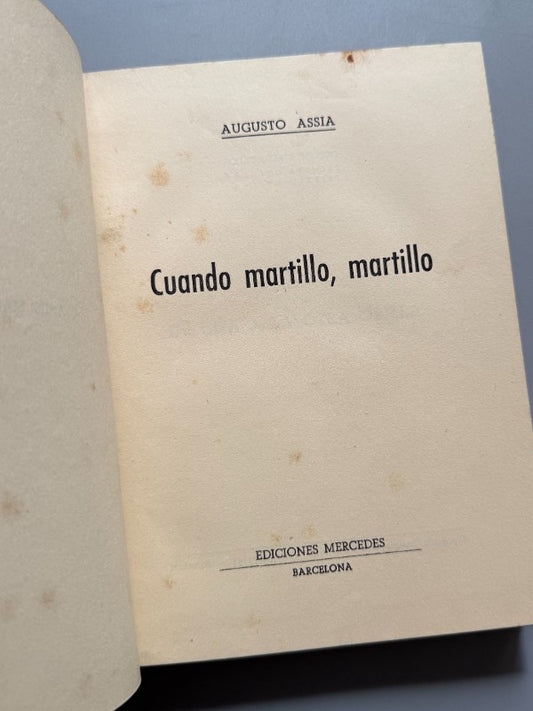 AUGUSTO ASSIA
Cuando martillo, martillo
EDICIONES MERCEDES
BARCELONA